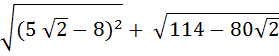 √((5 √2 − 8)²) + √(114 − 80√2)